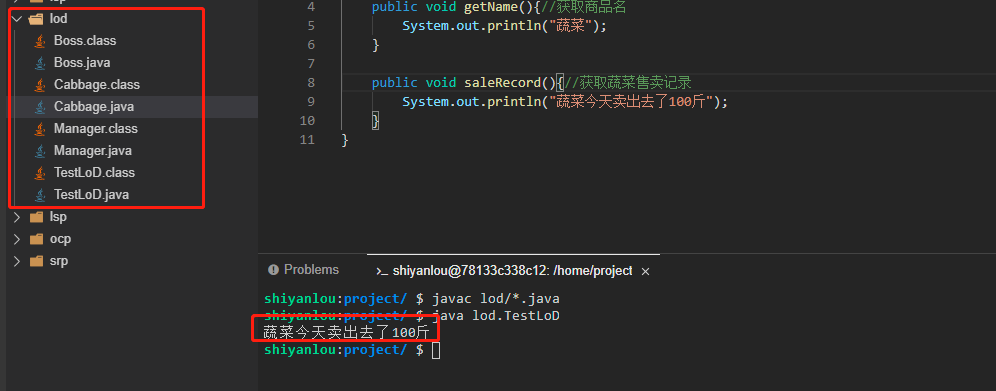 lod
Boss.class
Boss.java
Cabbage.class
Cabbage.java
Manager.class
Manager.java
TestLoD.class
TestLoD.java
lsp
ocp
srp
4 public void getName(){//获取商品名
5 System.out.println("蔬菜");
6 }
7
8 public void saleRecord(){//获取蔬菜售卖记录
9 System.out.println("蔬菜今天卖出去了100斤");
10 }
11 }
Problems
>_ shiyanlou@78133c338c12: /home/project ×
shiyanlou:project/ $ javac lod/*.java
shiyanlou:project/ $ java lod.TestLoD
蔬菜今天卖出去了100斤
shiyanlou:project/ $